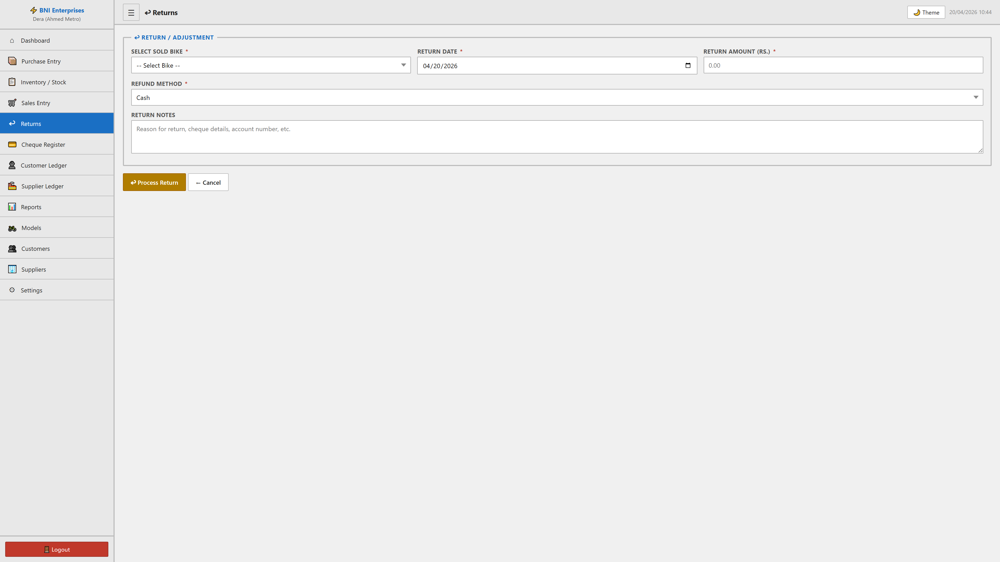 ⚡ BNI Enterprises
Dera (Ahmed Metro)
Dashboard
Purchase Entry
Inventory / Stock
Sales Entry
Returns
Cheque Register
Customer Ledger
Supplier Ledger
Reports
Models
Customers
Suppliers
Settings
Logout
☰ ↩ Returns
🌙 Theme 20/04/2026 10:44
↩ RETURN / ADJUSTMENT
SELECT SOLD BIKE * RETURN DATE * RETURN AMOUNT (RS.) *
-- Select Bike -- 04/20/2026 0.00
REFUND METHOD *
Cash
RETURN NOTES
Reason for return, cheque details, account number, etc.
↩ Process Return ← Cancel